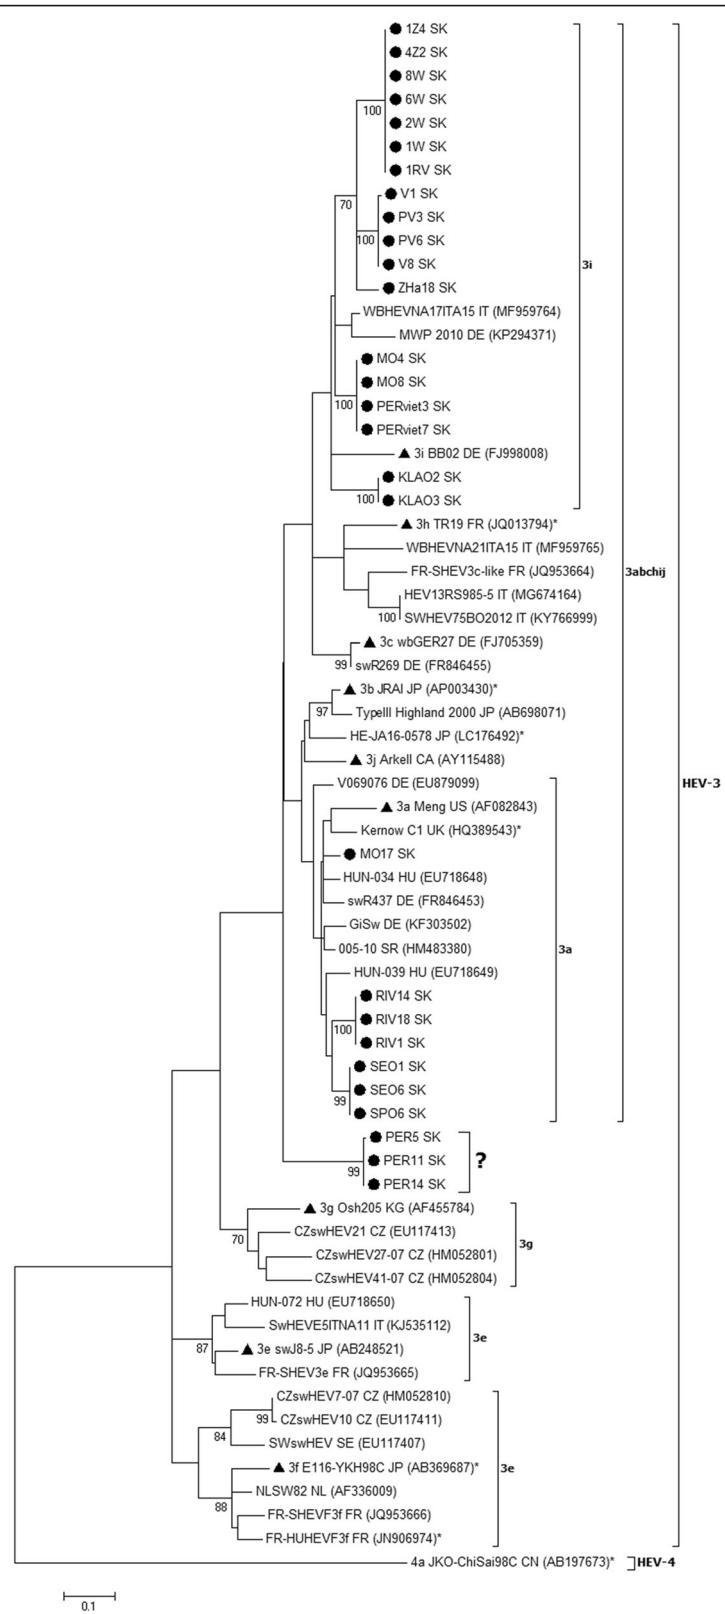 1Z4 SK
4Z2 SK
8W SK
6W SK
100
2W SK
1W SK
1RV SK
V1 SK
70
PV3 SK
100
PV6 SK
V8 SK
3i
ZHa18 SK
WBHEVNA17ITA15 IT (MF959764)
MWP 2010 DE (KP294371)
MO4 SK
MO8 SK
100
PERviet3 SK
PERviet7 SK
3i BB02 DE (FJ998008)
KLAO2 SK
100
KLAO3 SK
3h TR19 FR (JQ013794)*
WBHEVNA21ITA15 IT (MF959765)
FR-SHEV3c-like FR (JQ953664)
3abchij
HEV13RS985-5 IT (MG674164)
100
SWHEV75BO2012 IT (KY766999)
3c wbGER27 DE (FJ705359)
99
swR269 DE (FR846455)
3b JRAI JP (AP003430)*
97
TypeIII Highland 2000 JP (AB698071)
HE-JA16-0578 JP (LC176492)*
3j Arkell CA (AY115488)
V069076 DE (EU879099)
HEV-3
3a Meng US (AF082843)
Kernow C1 UK (HQ389543)*
MO17 SK
HUN-034 HU (EU718648)
swR437 DE (FR846453)
GiSw DE (KF303502)
005-10 SR (HM483380)
3a
HUN-039 HU (EU718649)
RIV14 SK
RIV18 SK
100
RIV1 SK
SEO1 SK
SEO6 SK
99
SPO6 SK
PER5 SK
PER11 SK
?
99
PER14 SK
3g Osh205 KG (AF455784)
70
CZswHEV21 CZ (EU117413)
3g
CZswHEV27-07 CZ (HM052801)
CZswHEV41-07 CZ (HM052804)
HUN-072 HU (EU718650)
SwHEVE5ITNA11 IT (KJ535112)
3e
87
3e swJ8-5 JP (AB248521)
FR-SHEV3e FR (JQ953665)
CZswHEV7-07 CZ (HM052810)
99
CZswHEV10 CZ (EU117411)
84
SWswHEV SE (EU117407)
3f E116-YKH98C JP (AB369687)*
3e
NLSW82 NL (AF336009)
88
FR-SHEVF3f FR (JQ953666)
FR-HUHEVF3f FR (JN906974)*
4a JKO-ChiSai98C CN (AB197673)*
HEV-4
0.1